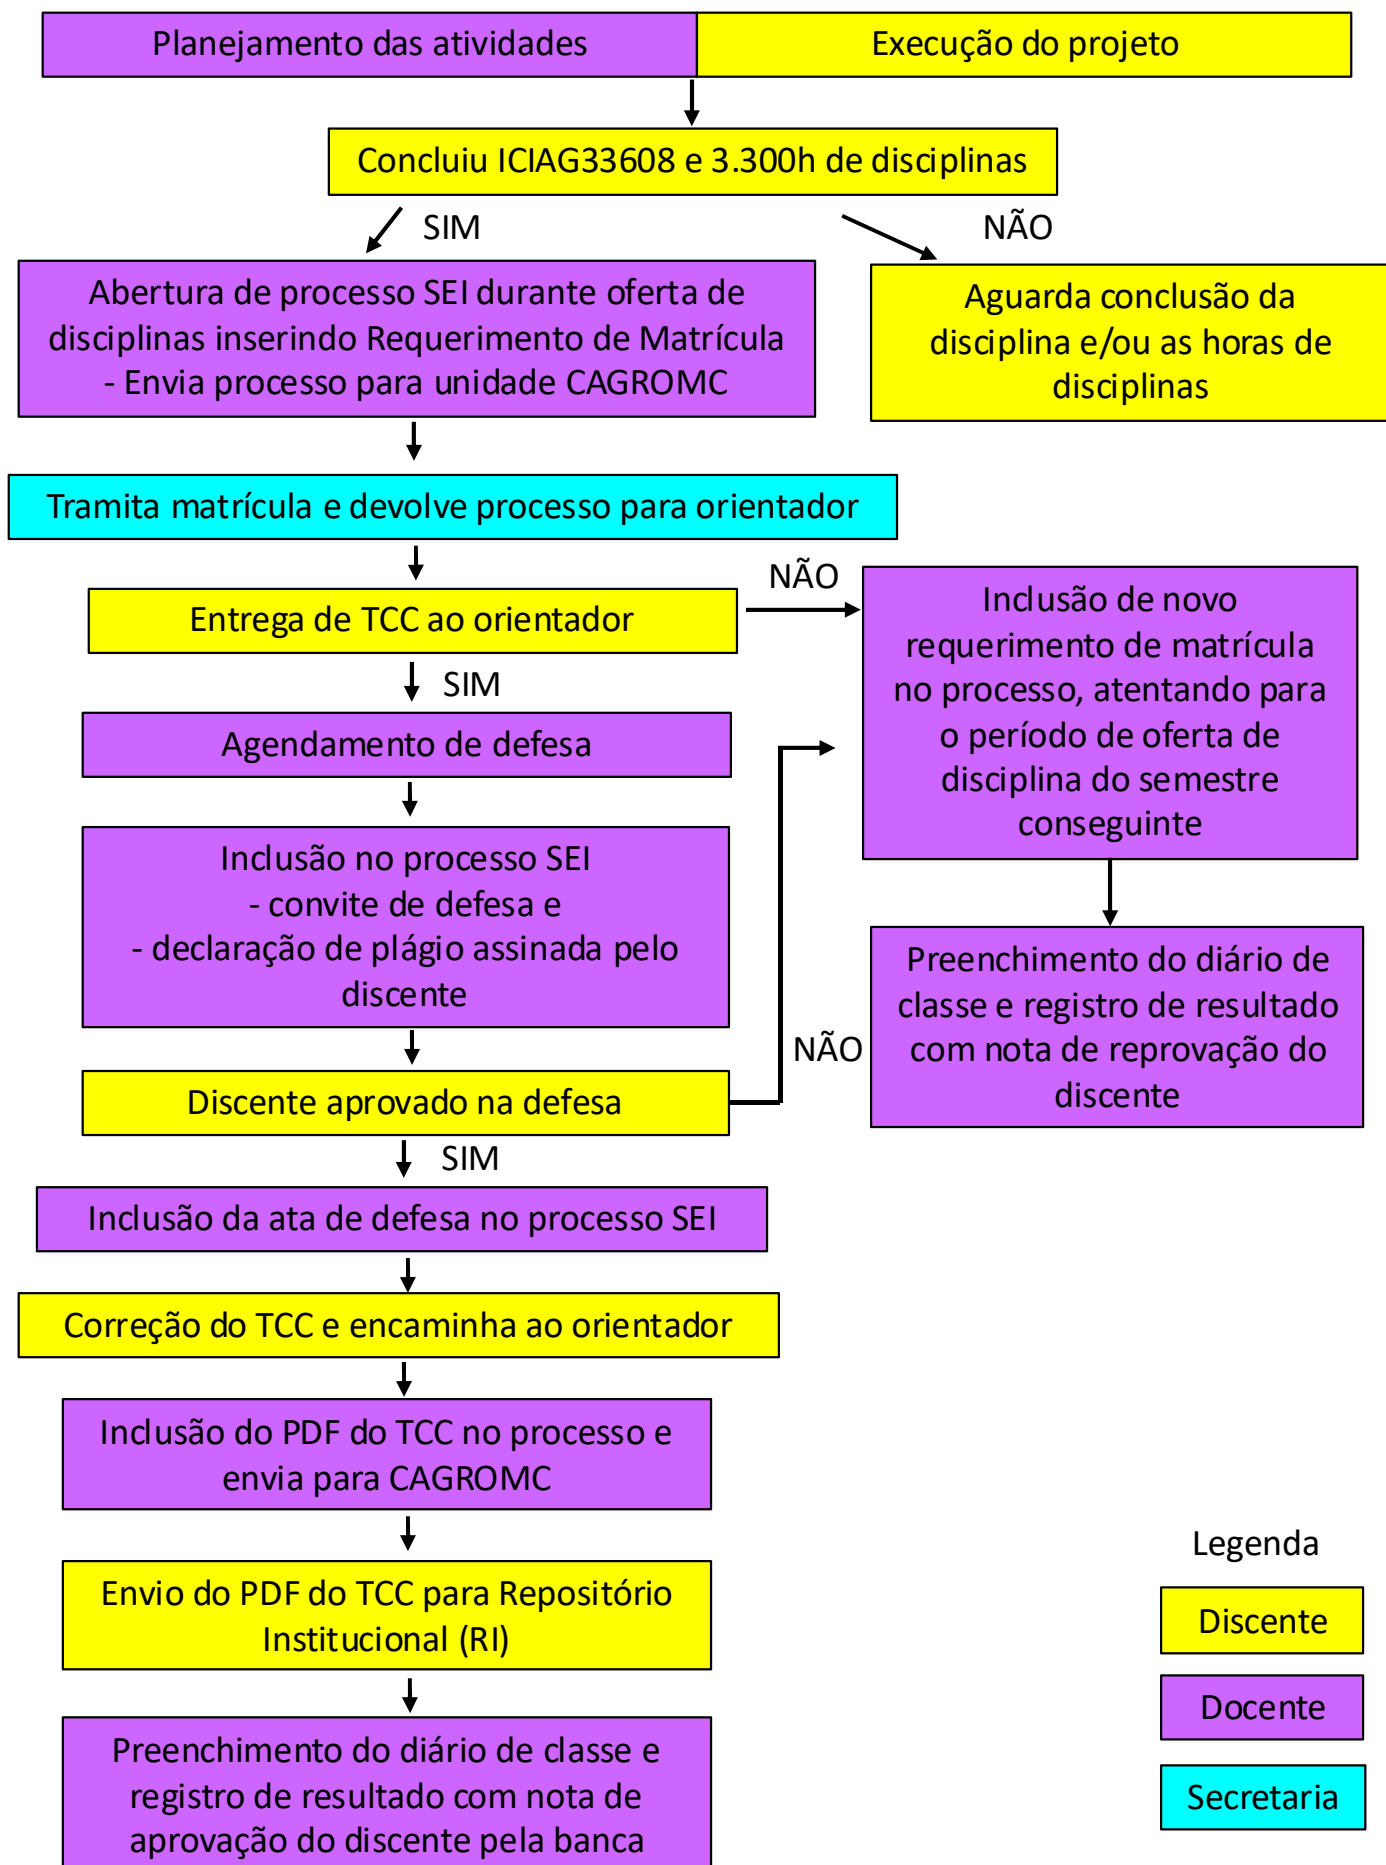 Planejamento das atividades
Execução do projeto
Concluiu ICIAG33608 e 3.300h de disciplinas
SIM
NÃO
Abertura de processo SEI durante oferta de
disciplinas inserindo Requerimento de Matrícula
- Envia processo para unidade CAGROMC
Aguarda conclusão da
disciplina e/ou as horas de
disciplinas
Tramita matrícula e devolve processo para orientador
Entrega de TCC ao orientador
NÃO
Inclusão de novo
requerimento de matrícula
no processo, atentando para
o período de oferta de
disciplina do semestre
conseguinte
SIM
Agendamento de defesa
Inclusão no processo SEI
- convite de defesa e
- declaração de plágio assinada pelo
discente
Preenchimento do diário de
classe e registro de resultado
com nota de reprovação do
discente
NÃO
Discente aprovado na defesa
SIM
Inclusão da ata de defesa no processo SEI
Correção do TCC e encaminha ao orientador
Inclusão do PDF do TCC no processo e
envia para CAGROMC
Envio do PDF do TCC para Repositório
Institucional (RI)
Preenchimento do diário de classe e
registro de resultado com nota de
aprovação do discente pela banca
Legenda
Discente
Docente
Secretaria